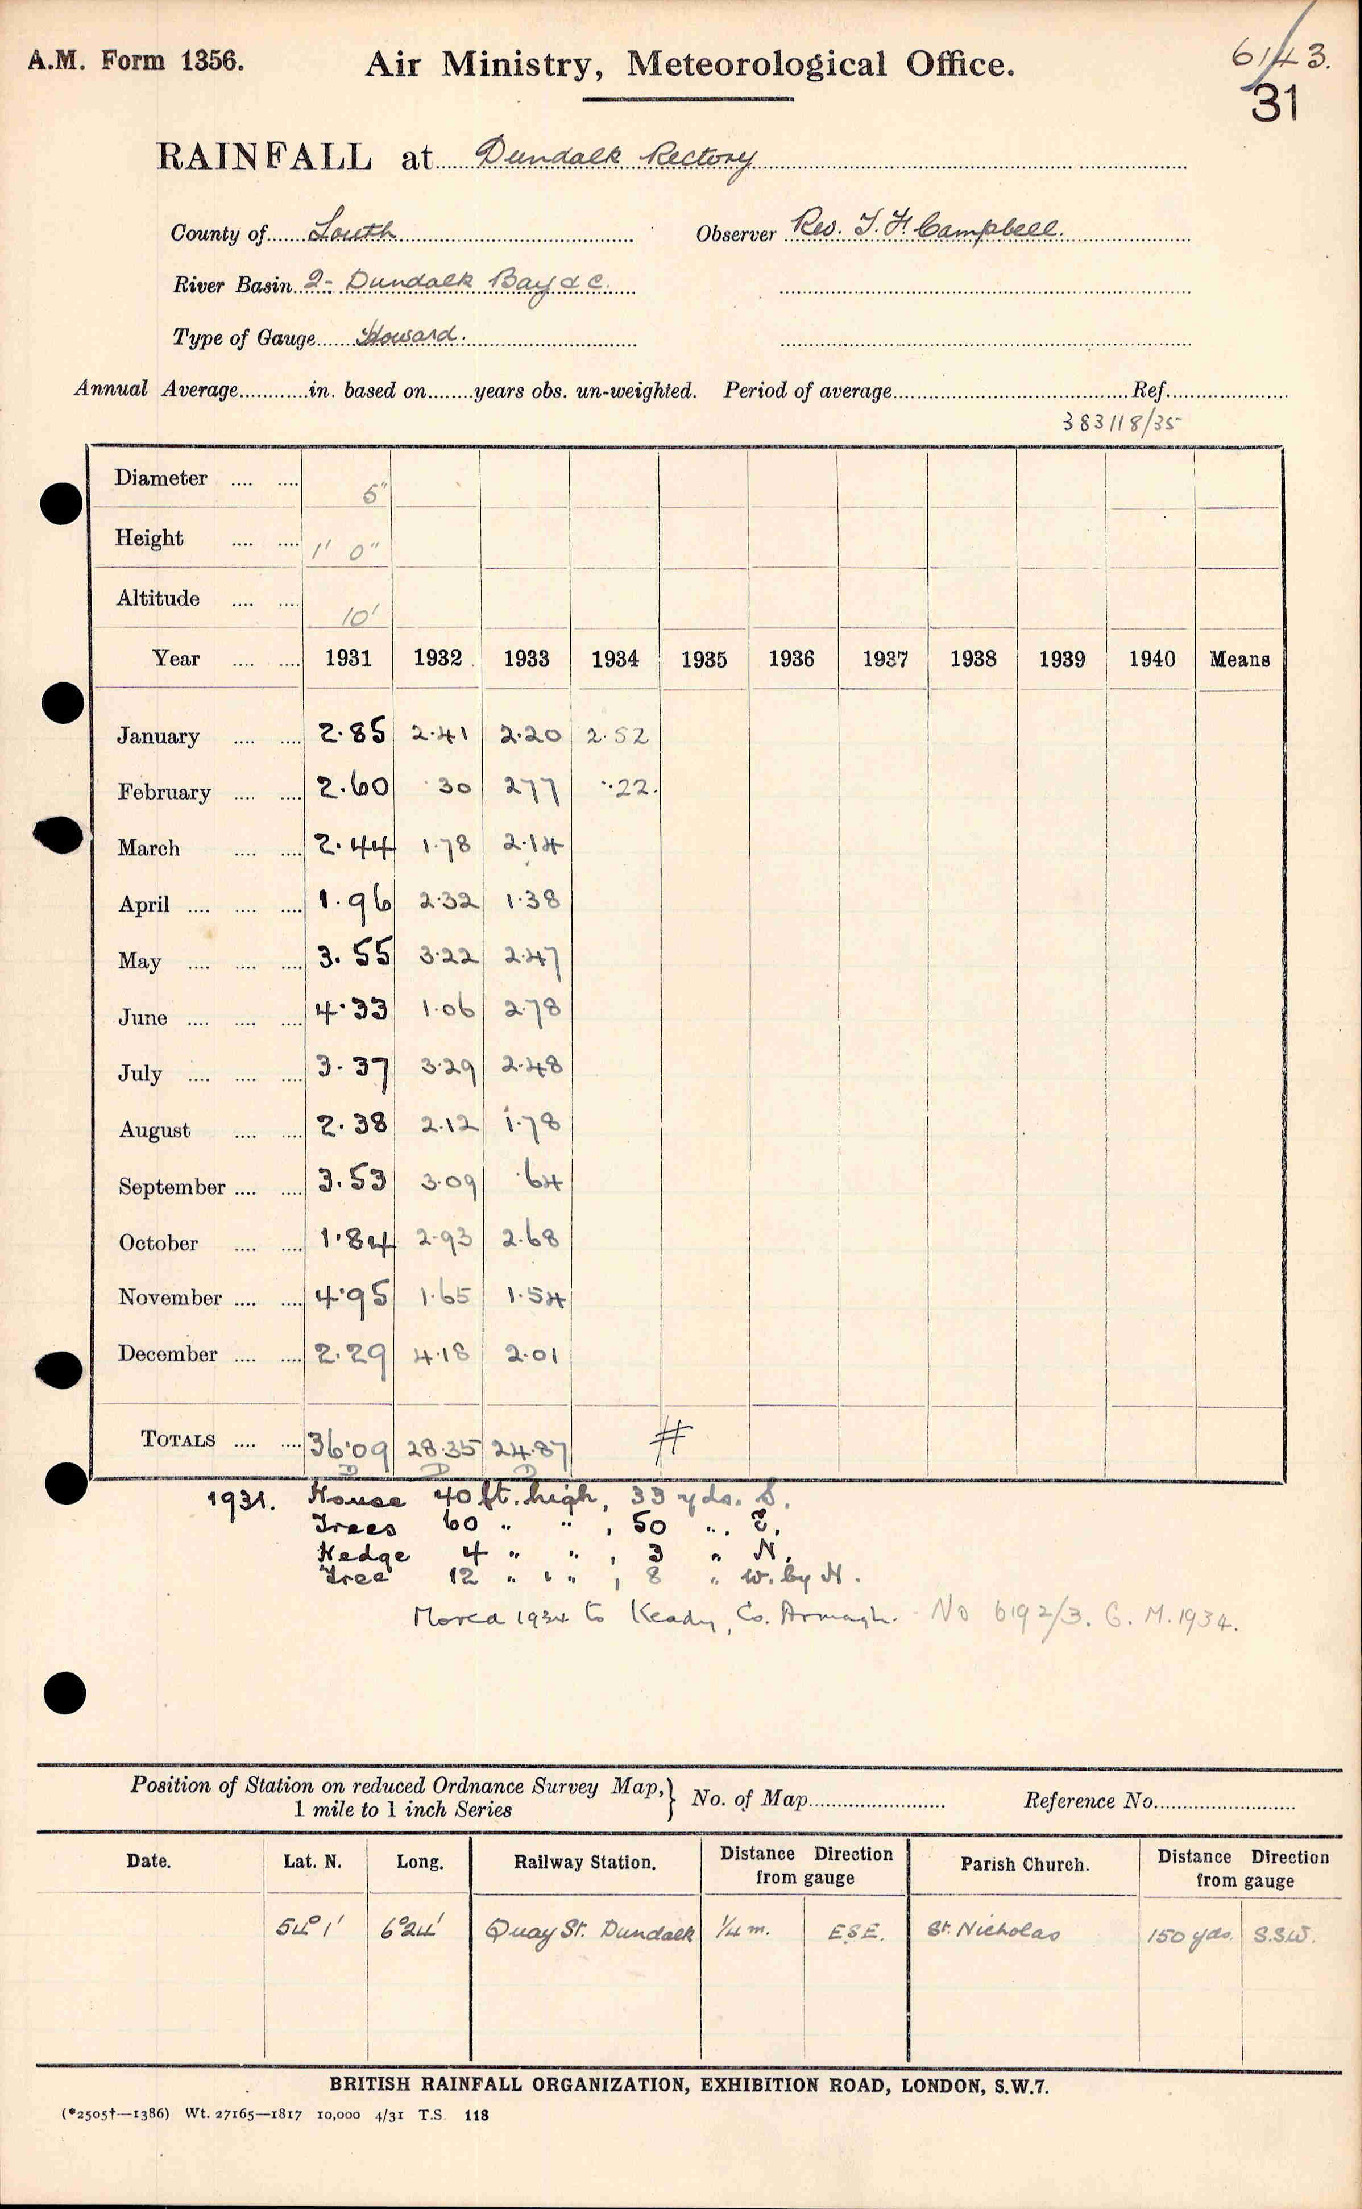 A.M. Form 1356. Air Ministry, Meteorological Office. 6143.
31
RAINFALL at Dundalk Rectory
County of Louth Observer Rev. T. H. Campbell.
River Basin 2- Dundalk Bay &c.
Type of Gauge Howard.
Annual Average in. based on years obs. un-weighted. Period of average Ref.
383118/35
Diameter .... .... 5"
Height .... .... 1' 0"
Altitude .... .... 10'
Year .... .... 1931 1932 1933 1934 1935 1936 1937 1938 1939 1940 Means
January .... .... 2.85 2.41 2.20 2.52
February .... .... 2.60 .30 277 .22.
March .... .... 2.44 1.78 2.14
April .... .... .... 1.96 2.32 1.38
May .... .... .... 3.55 3.22 2.47
June .... .... .... 4.33 1.06 2.78
July .... .... .... 3.37 3.29 2.48
August .... .... 2.38 2.12 1.78
September .... .... 3.53 3.09 .64
October .... .... 1.84 2.93 2.68
November .... .... 4.95 1.65 1.54
December .... .... 2.29 4.18 2.01
TOTALS .... .... 36.09 28.35 24.87 #
D D D
1931. House 40 ft. high, 33 yds. S.
Trees 60 " " , 50 " E.
Hedge 4 " " , 3 " N.
Tree 12 " " , 8 " W. by N.
Moved 1934 to Keady, Co. Armagh. No 6192/3. G. M. 1934.
Position of Station on reduced Ordnance Survey Map,} No. of Map Reference No.
1 mile to 1 inch Series
Date. Lat. N. Long. Railway Station. Distance Direction from gauge Parish Church. Distance Direction from gauge
54° 1' 6° 24' Quay St. Dundalk 1/4 m. E.S.E. St. Nicholas 150 yds. S.S.W.
BRITISH RAINFALL ORGANIZATION, EXHIBITION ROAD, LONDON, S.W.7.
(*2505†—1386) Wt. 27165—1817 10,000 4/31 T.S. 118